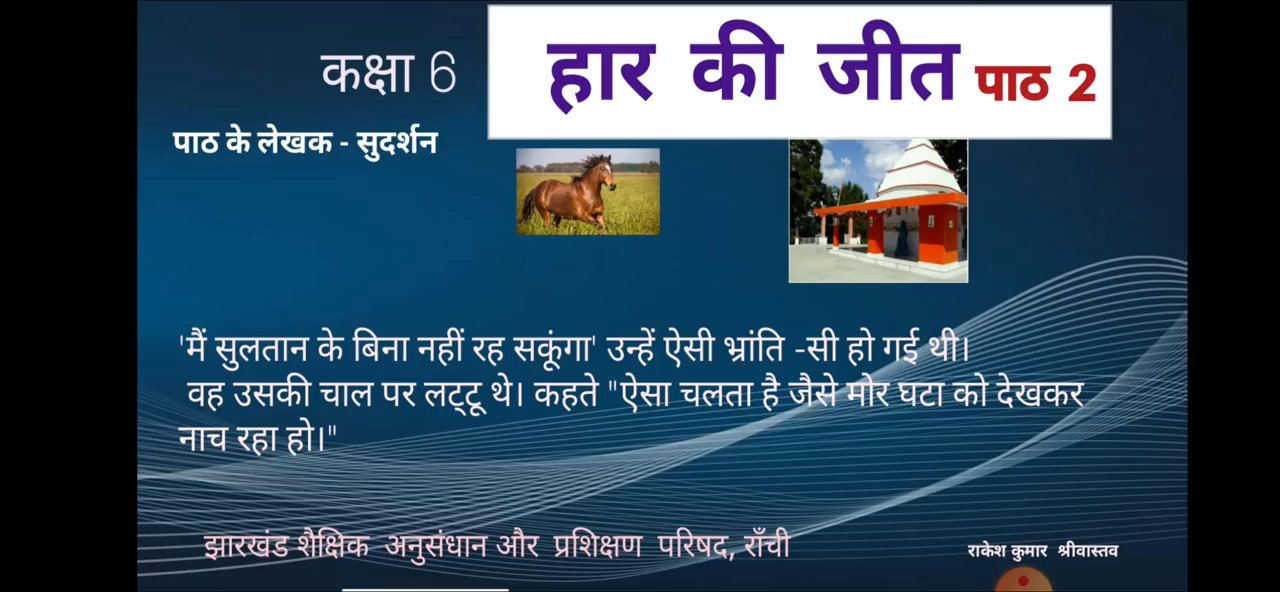 कक्षा 6
हार की जीत पाठ 2
पाठ के लेखक - सुदर्शन
'मैं सुलतान के बिना नहीं रह सकूंगा' उन्हें ऐसी भ्रांति -सी हो गई थी।
वह उसकी चाल पर लट्टू थे। कहते "ऐसा चलता है जैसे मोर घटा को देखकर
नाच रहा हो।"
झारखंड शैक्षिक अनुसंधान और प्रशिक्षण परिषद, राँची
राकेश कुमार श्रीवास्तव